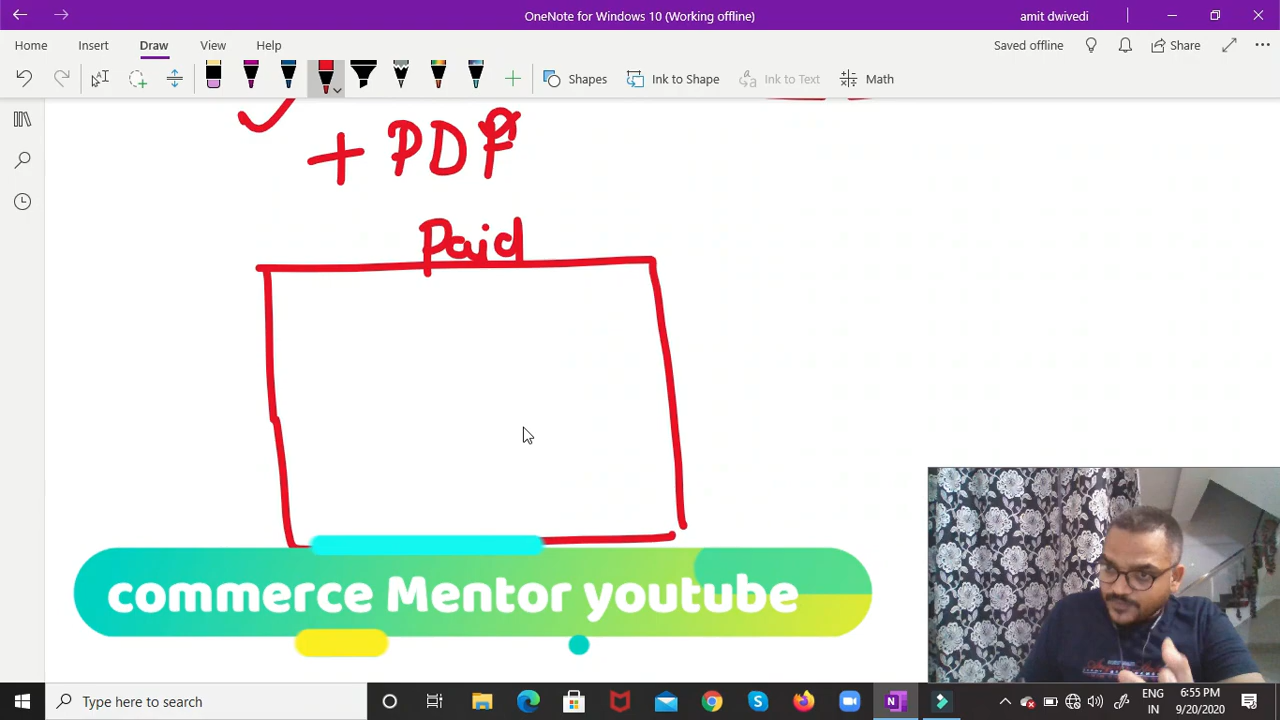 OneNote for Windows 10 (Working offline)
amit dwivedi
Home Insert Draw View Help
Saved offline
Share
Shapes
Ink to Shape
Ink to Text
Math
+ PDF
Paid
commerce Mentor youtube
Type here to search
ENG
IN
6:55 PM
9/20/2020